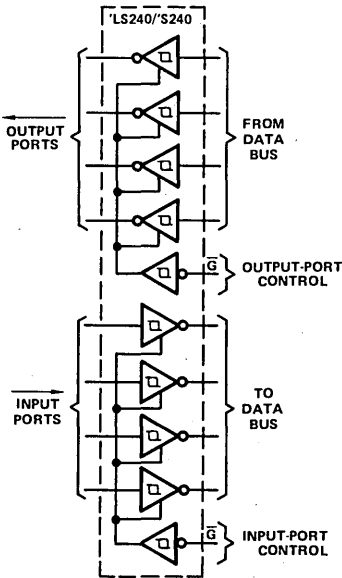 'LS240/'S240
OUTPUT
PORTS
FROM
DATA
BUS
G
OUTPUT-PORT
CONTROL
INPUT
PORTS
TO
DATA
BUS
G
INPUT-PORT
CONTROL